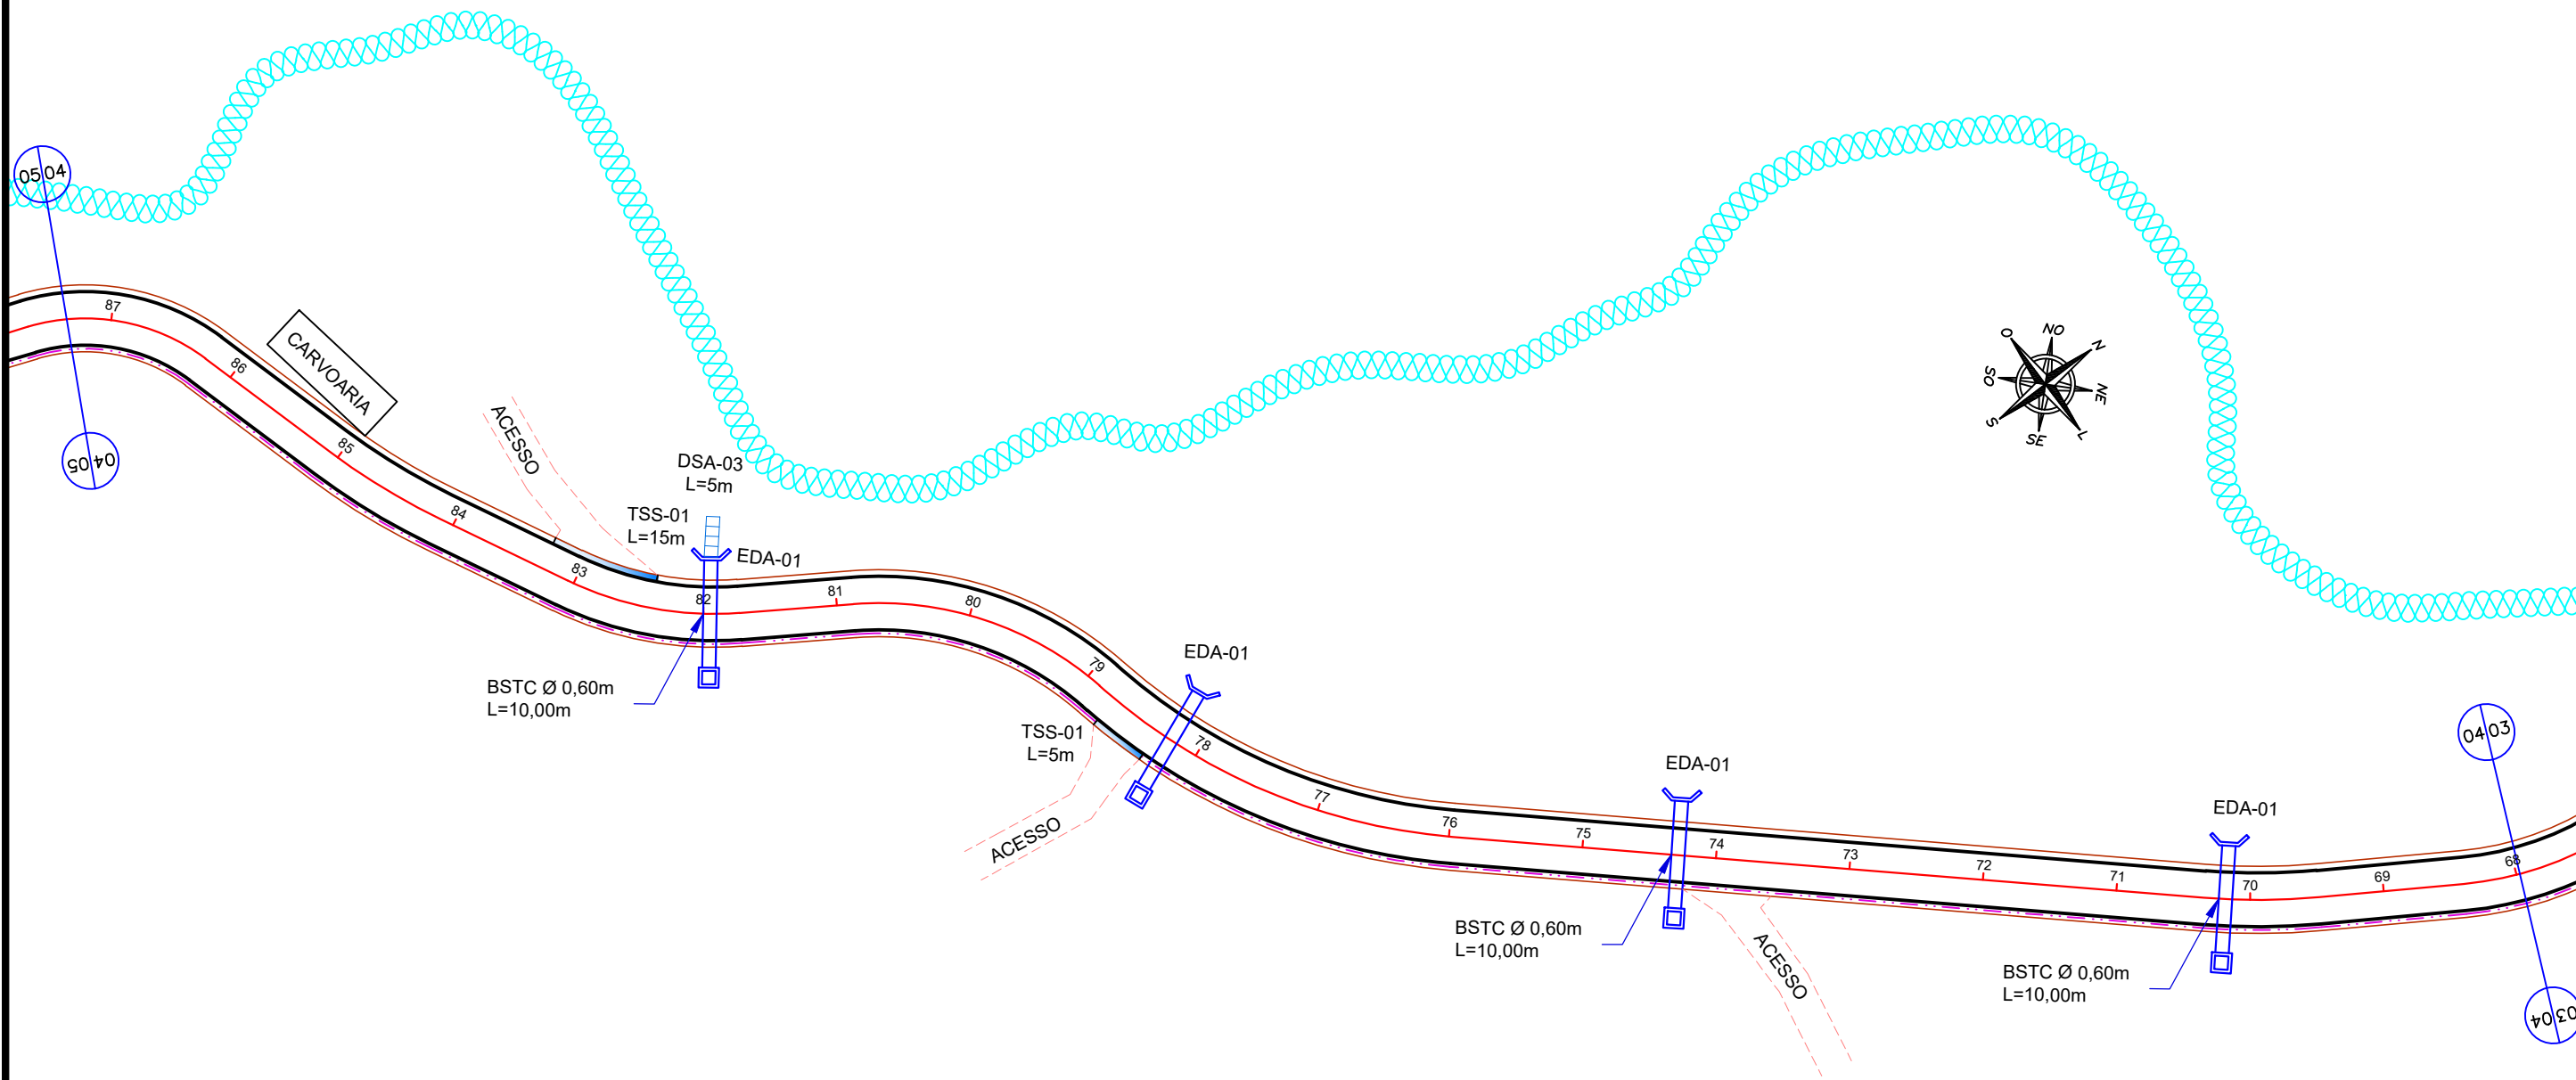 05 04
04 05
87
86
CARVOARIA
85
84
83
ACESSO
DSA-03
L=5m
TSS-01
L=15m
EDA-01
82
81
80
79
BSTC Ø 0,60m
L=10,00m
EDA-01
78
TSS-01
L=5m
ACESSO
77
76
75
EDA-01
74
73
72
71
BSTC Ø 0,60m
L=10,00m
ACESSO
EDA-01
70
69
68
BSTC Ø 0,60m
L=10,00m
O
NO
N
NE
L
SE
S
SO
04 03
03 04